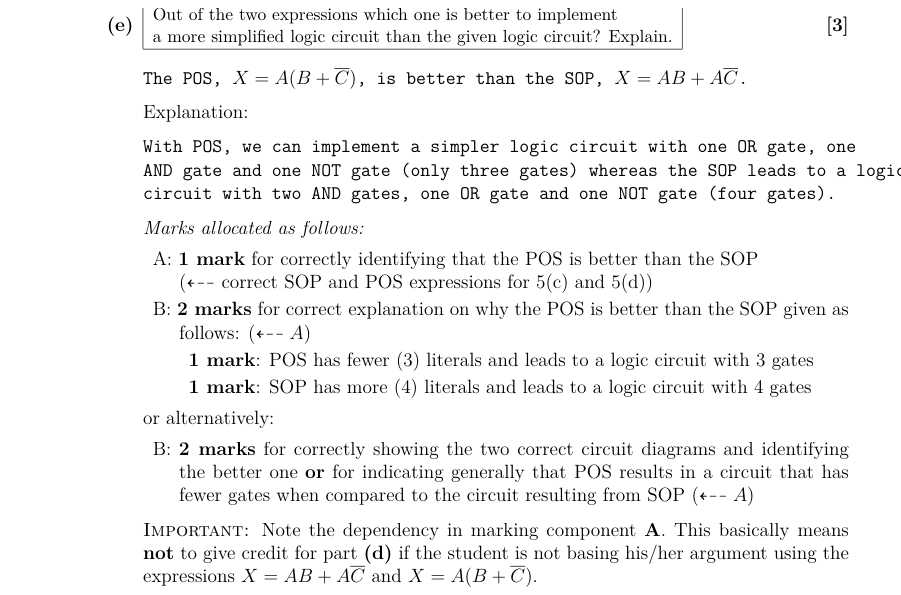 (e) Out of the two expressions which one is better to implement [3]
a more simplified logic circuit than the given logic circuit? Explain.
The POS, X = A(B + C̅), is better than the SOP, X = AB + AC̅.
Explanation:
With POS, we can implement a simpler logic circuit with one OR gate, one
AND gate and one NOT gate (only three gates) whereas the SOP leads to a logic
circuit with two AND gates, one OR gate and one NOT gate (four gates).
Marks allocated as follows:
A: 1 mark for correctly identifying that the POS is better than the SOP
(←-- correct SOP and POS expressions for 5(c) and 5(d))
B: 2 marks for correct explanation on why the POS is better than the SOP given as
follows: (←-- A)
1 mark: POS has fewer (3) literals and leads to a logic circuit with 3 gates
1 mark: SOP has more (4) literals and leads to a logic circuit with 4 gates
or alternatively:
B: 2 marks for correctly showing the two correct circuit diagrams and identifying
the better one or for indicating generally that POS results in a circuit that has
fewer gates when compared to the circuit resulting from SOP (←-- A)
IMPORTANT: Note the dependency in marking component A. This basically means
not to give credit for part (d) if the student is not basing his/her argument using the
expressions X = AB + AC̅ and X = A(B + C̅).